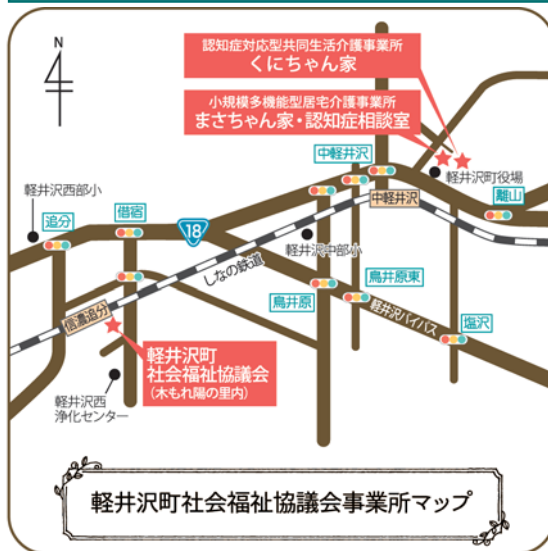 N
認知症対応型共同生活介護事業所
くにちゃん家
小規模多機能型居宅介護事業所
まさちゃん家・認知症相談室
中軽井沢
軽井沢町役場
離山
中軽井沢
軽井沢西部小
追分
借宿
18
軽井沢中部小
しなの鉄道
鳥井原
鳥井原東
軽井沢バイパス
塩沢
信濃追分
軽井沢町
社会福祉協議会
(木もれ陽の里内)
軽井沢西
浄化センター
軽井沢町社会福祉協議会事業所マップ